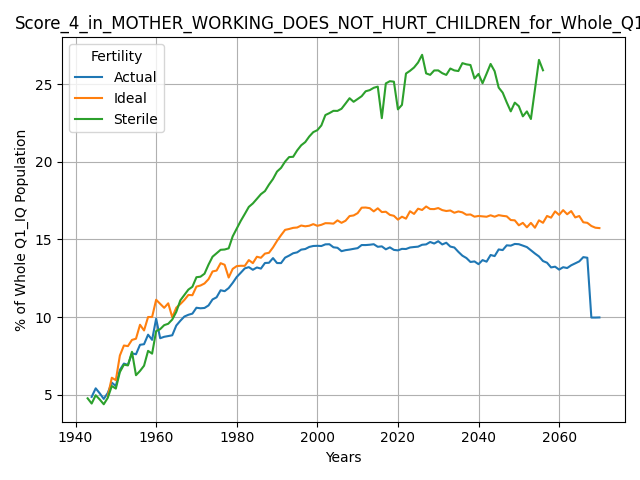 Score_4_in_MOTHER_WORKING_DOES_NOT_HURT_CHILDREN_for_Whole_Q1
Fertility
Actual
Ideal
Sterile
% of Whole Q1_IQ Population
25
20
15
10
5
1940 1960 1980 2000 2020 2040 2060
Years